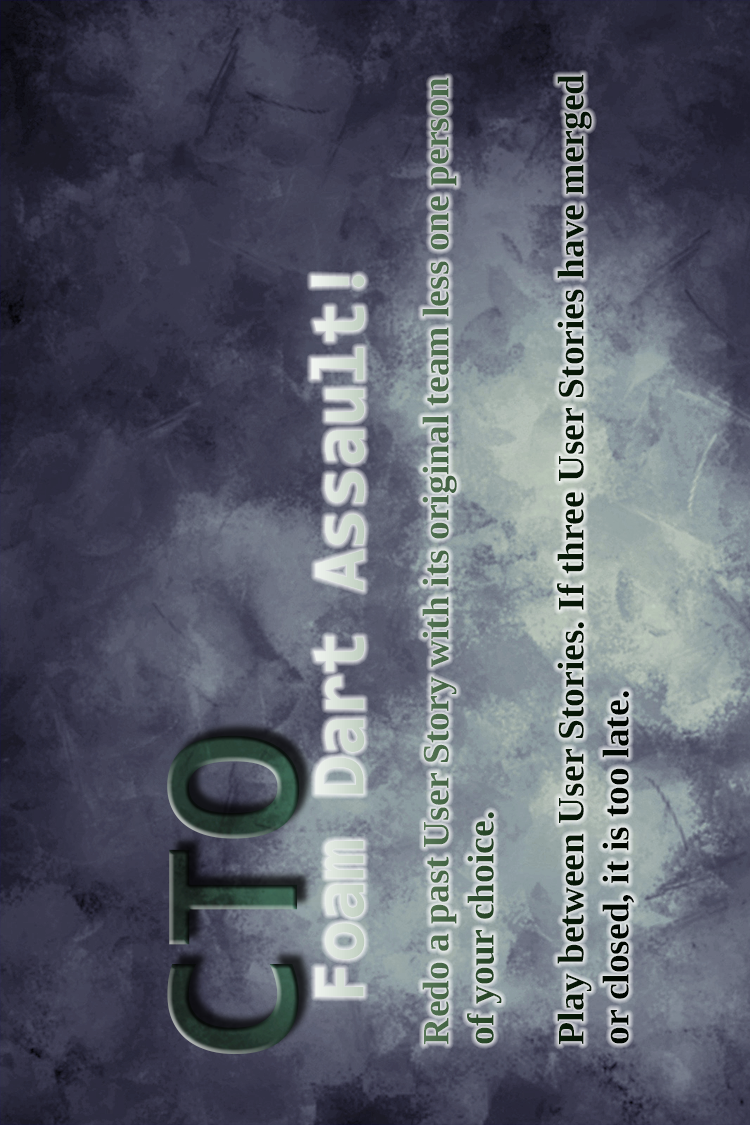 CTO
Foam Dart Assault!
Redo a past User Story with its original team less one person
of your choice.
Play between User Stories. If three User Stories have merged
or closed, it is too late.